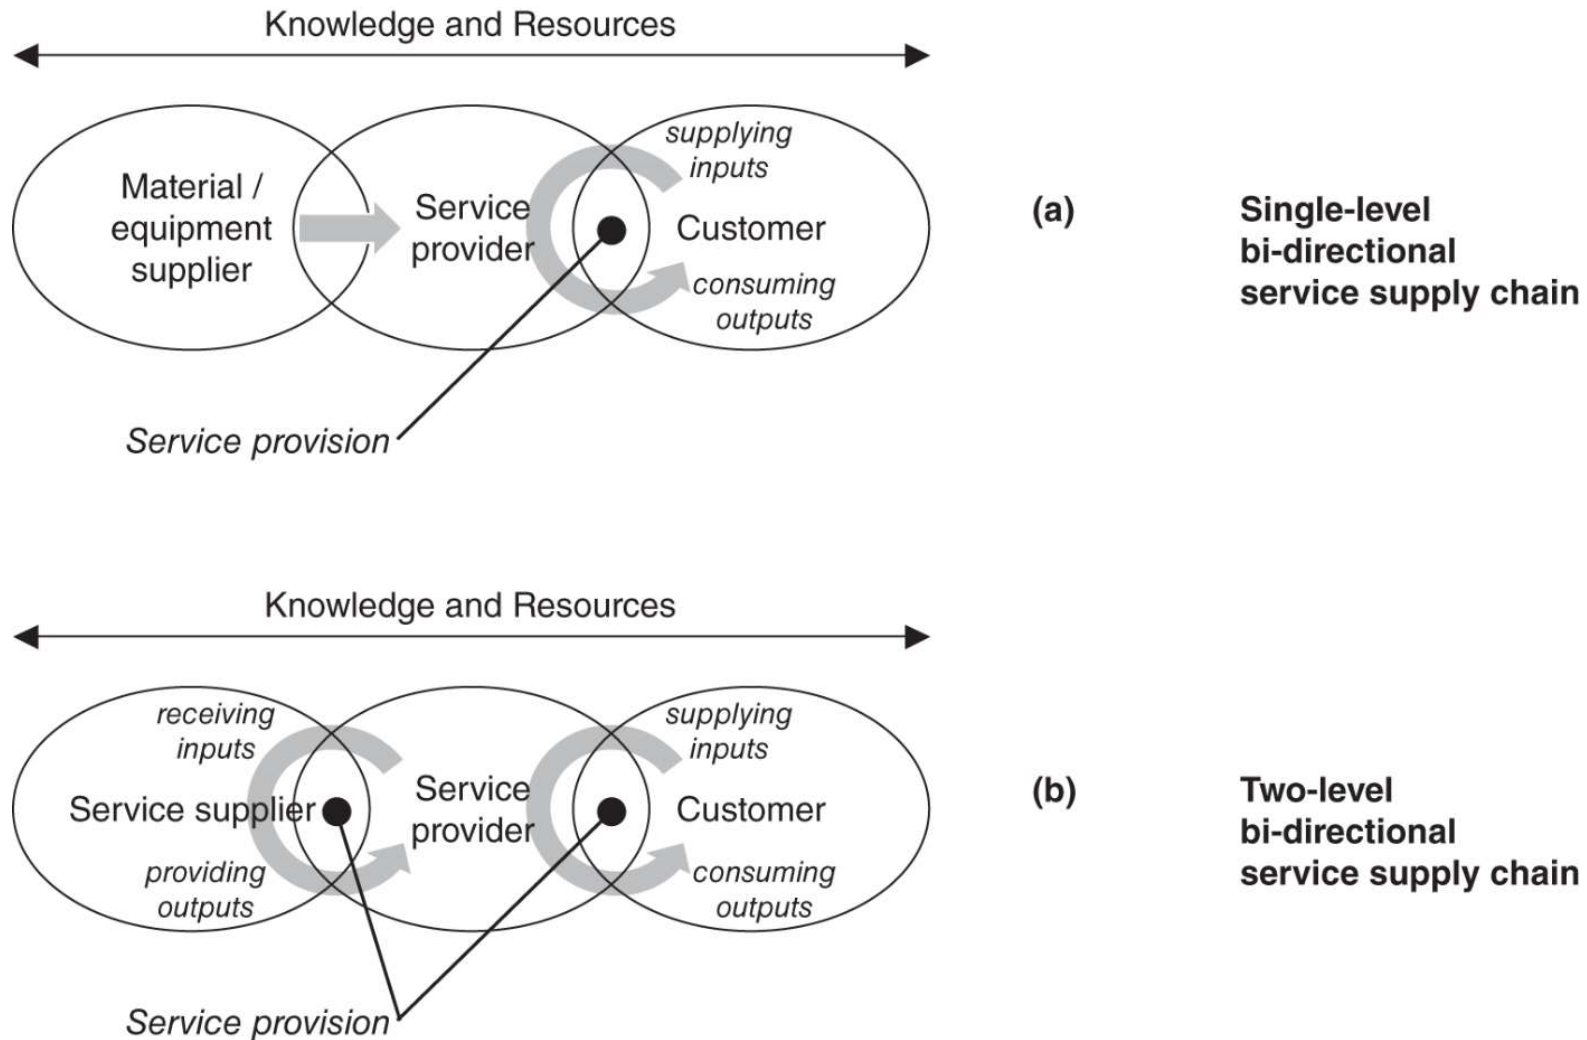 Knowledge and Resources
Material /
equipment
supplier
Service
provider
supplying
inputs
Customer
consuming
outputs
Service provision
(a)
Single-level
bi-directional
service supply chain
Knowledge and Resources
receiving
inputs
Service supplier
providing
outputs
Service
provider
supplying
inputs
Customer
consuming
outputs
Service provision
(b)
Two-level
bi-directional
service supply chain